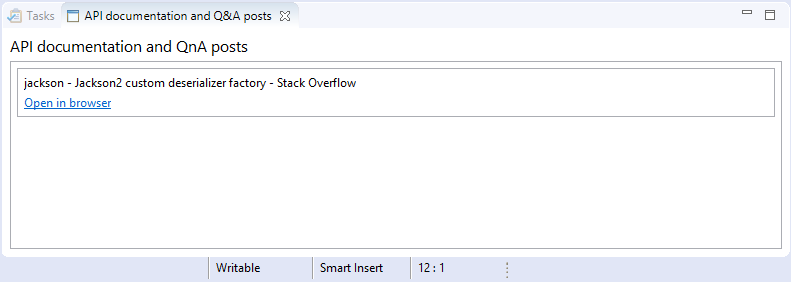 Tasks
API documentation and Q&A posts
API documentation and QnA posts
jackson - Jackson2 custom deserializer factory - Stack Overflow
Open in browser
Writable
Smart Insert
12 : 1